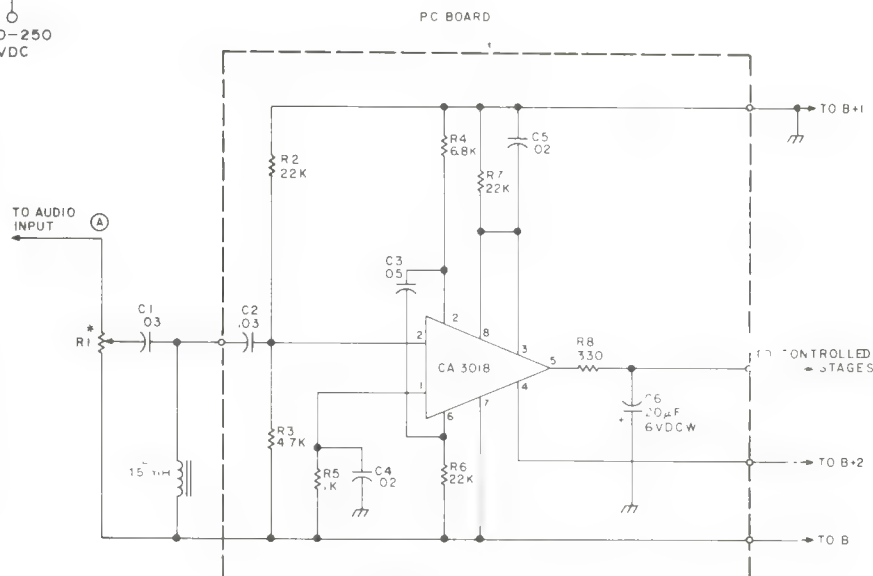 PC BOARD
0-250
VDC
TO B+1
R4
6.8K
C5
02
R2
22K
R7
22K
TO AUDIO
INPUT
A
C3
05
C1
03
C2
.03
2
8
*
R1
2
3
R8
330
CA 3018
5
TO CONTROLLED
STAGES
1
4
6
7
20µF
6VDCW
+
R3
4.7K
R5
R6
22K
C4
02
TO B+2
TO B